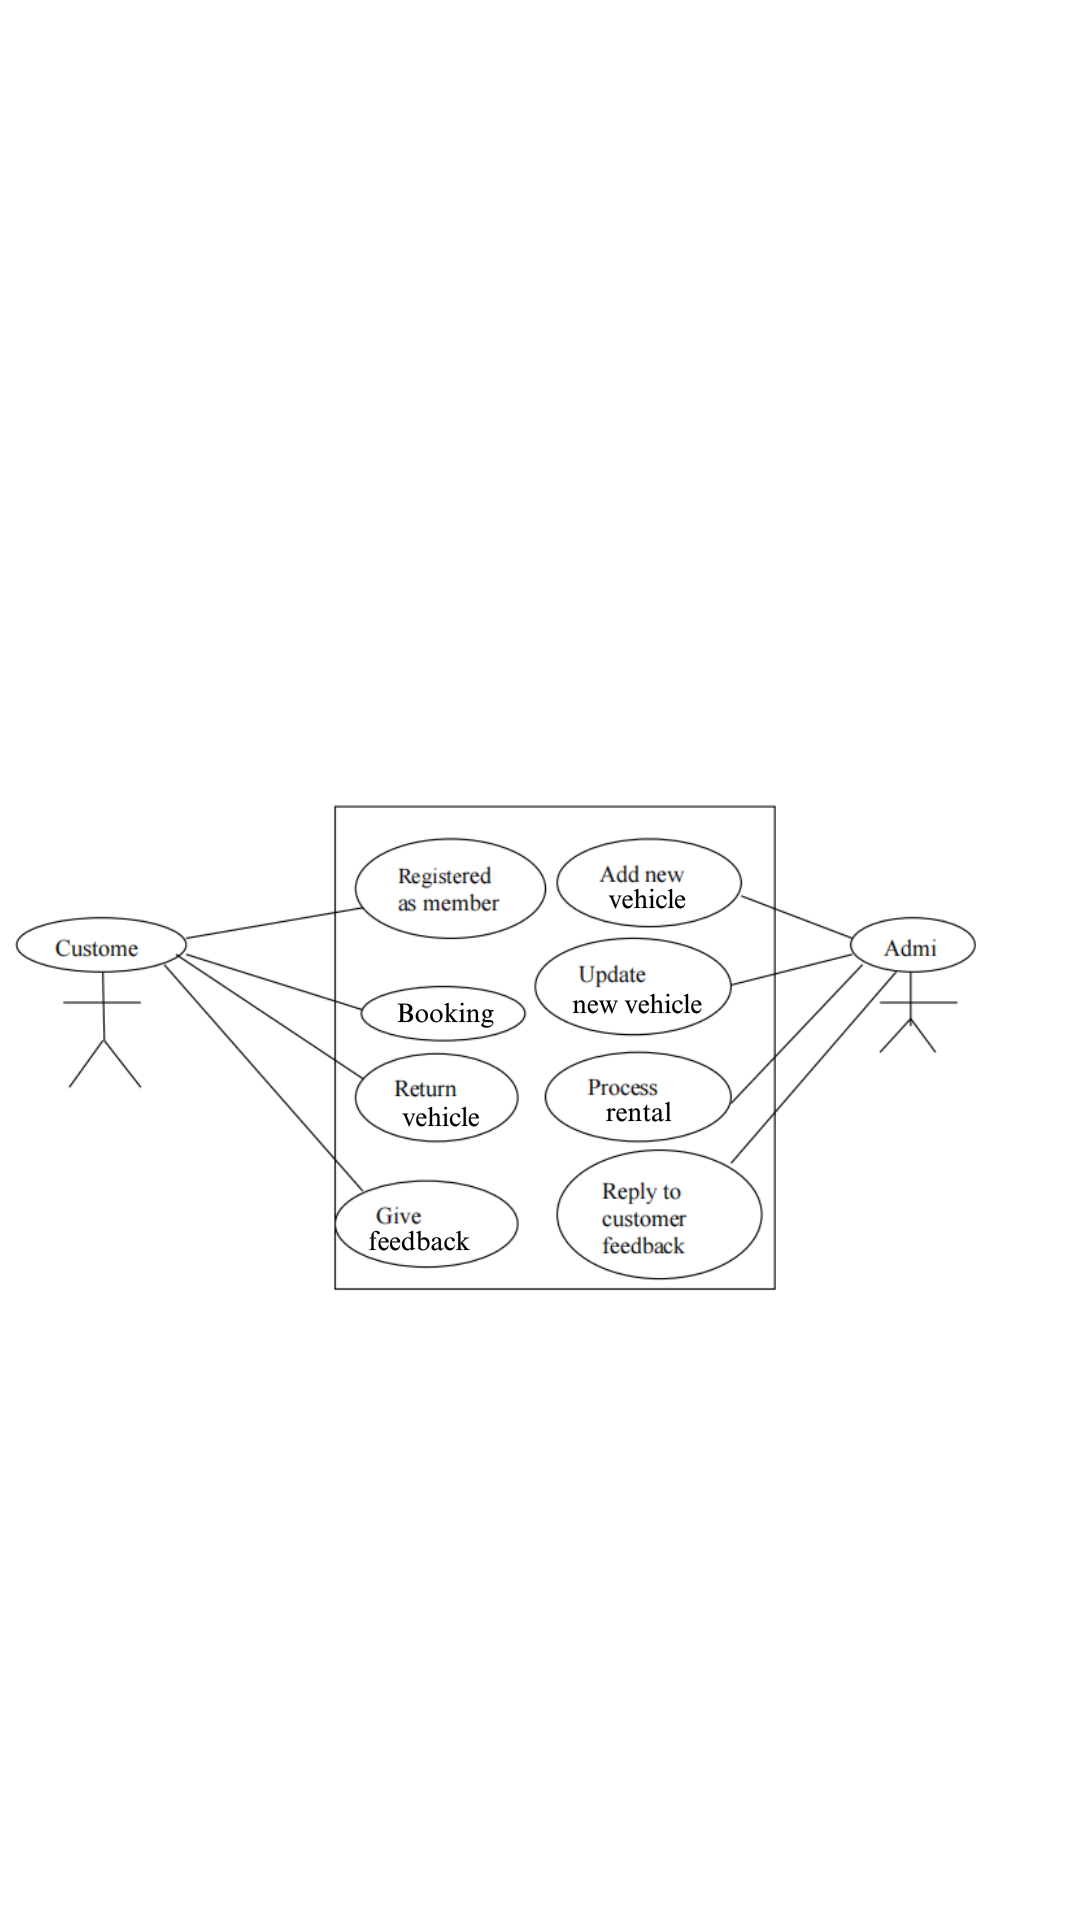 Registered
as member
Add new
vehicle
Custome
Admi
Update
new vehicle
Booking
Return
vehicle
Process
rental
Give
feedback
Reply to
customer
feedback